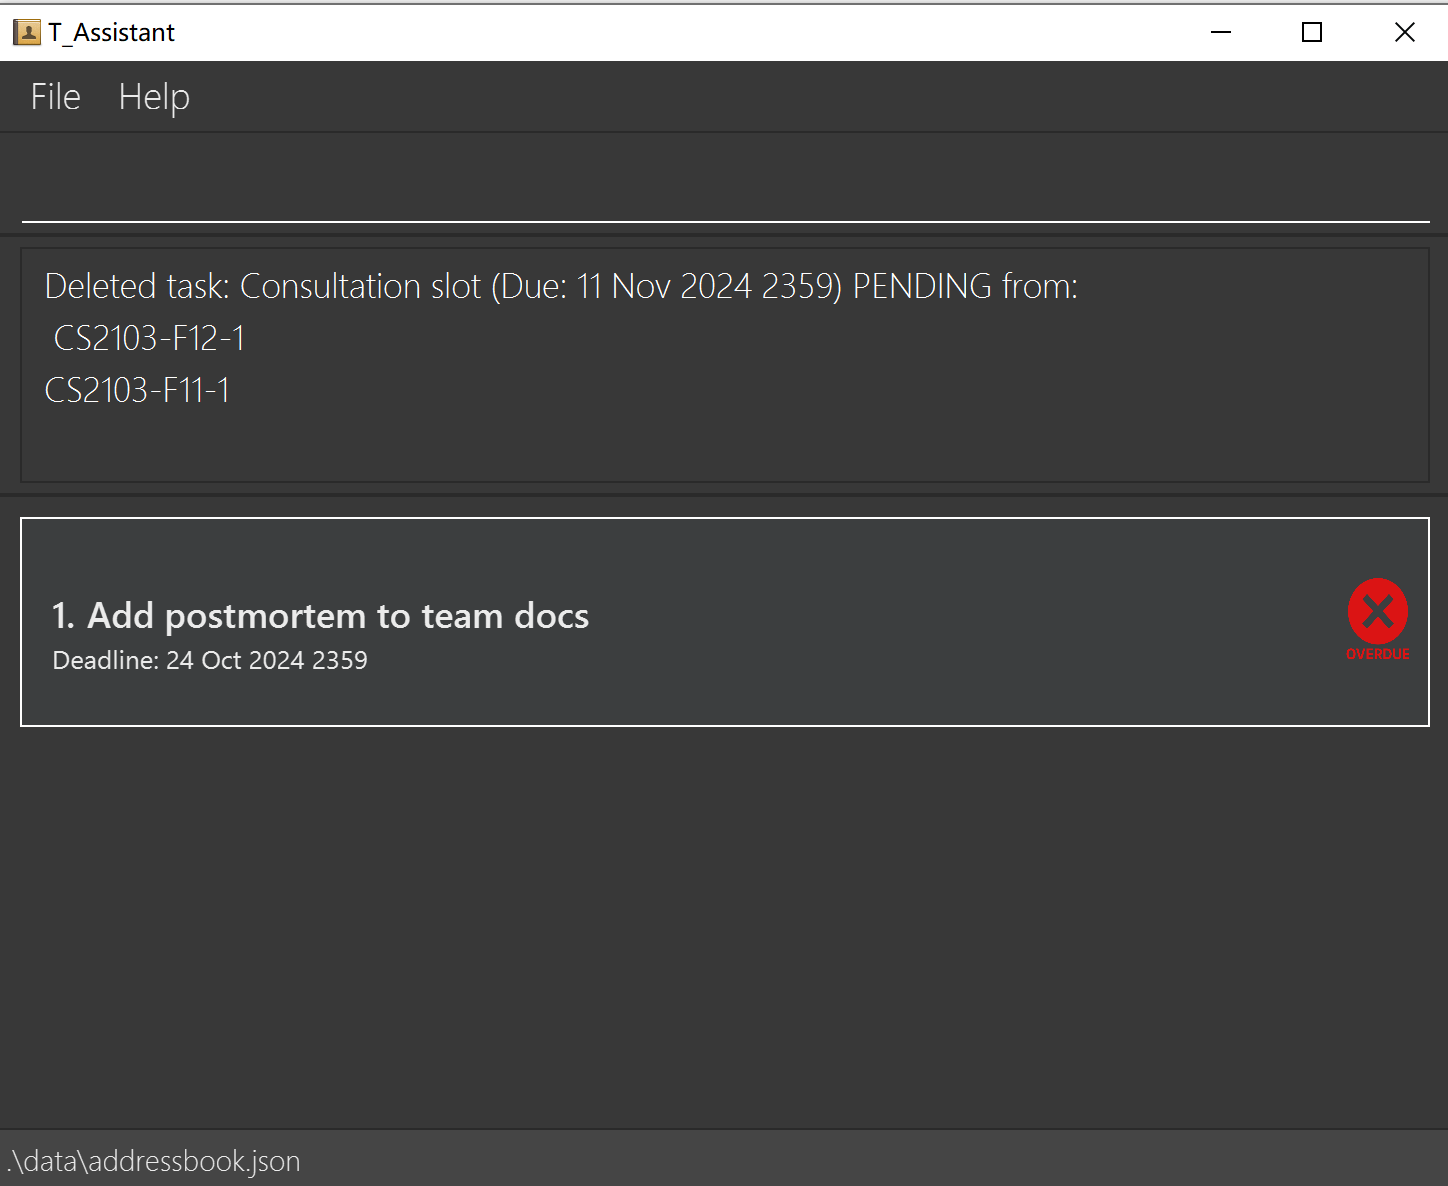 T_Assistant
File Help
Deleted task: Consultation slot (Due: 11 Nov 2024 2359) PENDING from:
CS2103-F12-1
CS2103-F11-1
1. Add postmortem to team docs
Deadline: 24 Oct 2024 2359
OVERDUE
.\data\addressbook.json